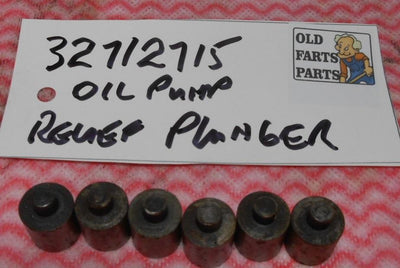 32712715
OIL PUMP
RELIEF PLUNGER
OLD
FARTS
PARTS